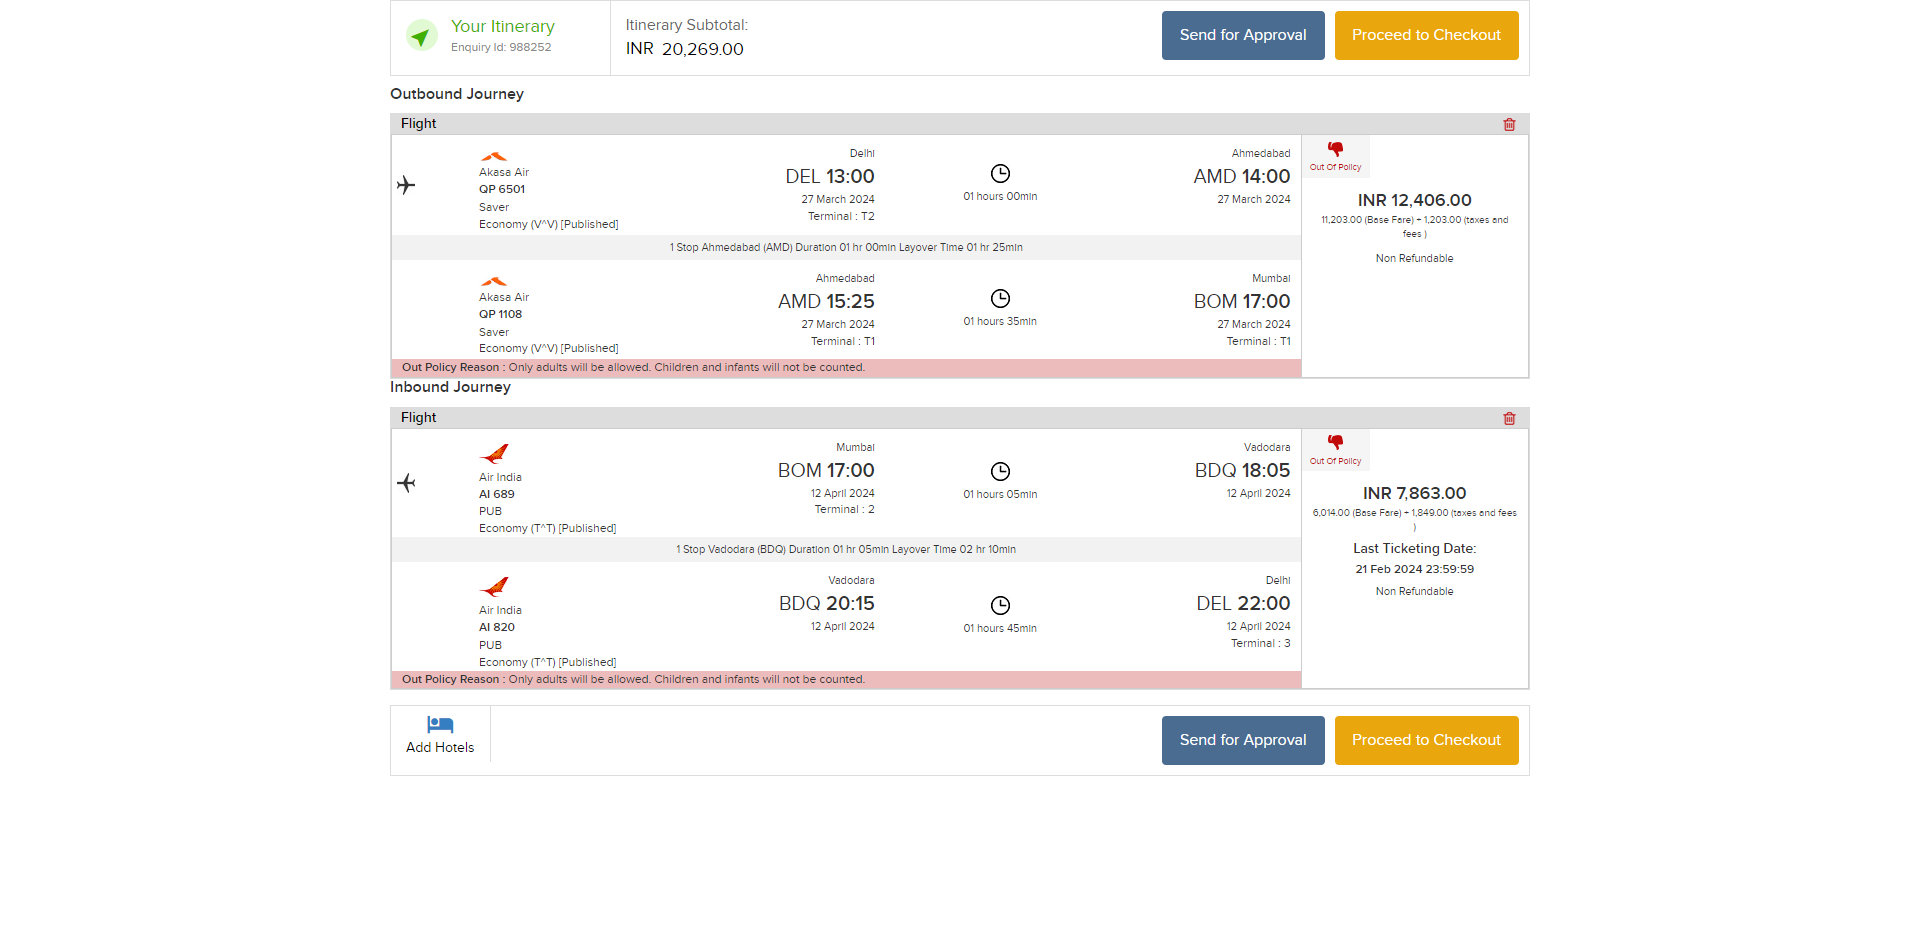 Your Itinerary
Enquiry Id: 988252
Itinerary Subtotal:
INR 20,269.00
Send for Approval
Proceed to Checkout
Outbound Journey
Flight
Akasa Air
QP 6501
Saver
Economy (V^V) [Published]
Delhi
DEL 13:00
27 March 2024
Terminal : T2
01 hours 00min
Ahmedabad
AMD 14:00
27 March 2024
Out Of Policy
INR 12,406.00
11,203.00 (Base Fare) + 1,203.00 (taxes and
fees )
Non Refundable
1 Stop Ahmedabad (AMD) Duration 01 hr 00min Layover Time 01 hr 25min
Akasa Air
QP 1108
Saver
Economy (V^V) [Published]
Ahmedabad
AMD 15:25
27 March 2024
Terminal : T1
01 hours 35min
Mumbai
BOM 17:00
27 March 2024
Terminal : T1
Out Policy Reason : Only adults will be allowed. Children and infants will not be counted.
Inbound Journey
Flight
Air India
AI 689
PUB
Economy (T^T) [Published]
Mumbai
BOM 17:00
12 April 2024
Terminal : 2
01 hours 05min
Vadodara
BDQ 18:05
12 April 2024
Out Of Policy
INR 7,863.00
6,014.00 (Base Fare) + 1,849.00 (taxes and fees
)
Last Ticketing Date:
21 Feb 2024 23:59:59
Non Refundable
1 Stop Vadodara (BDQ) Duration 01 hr 05min Layover Time 02 hr 10min
Air India
AI 820
PUB
Economy (T^T) [Published]
Vadodara
BDQ 20:15
12 April 2024
01 hours 45min
Delhi
DEL 22:00
12 April 2024
Terminal : 3
Out Policy Reason : Only adults will be allowed. Children and infants will not be counted.
Add Hotels
Send for Approval
Proceed to Checkout